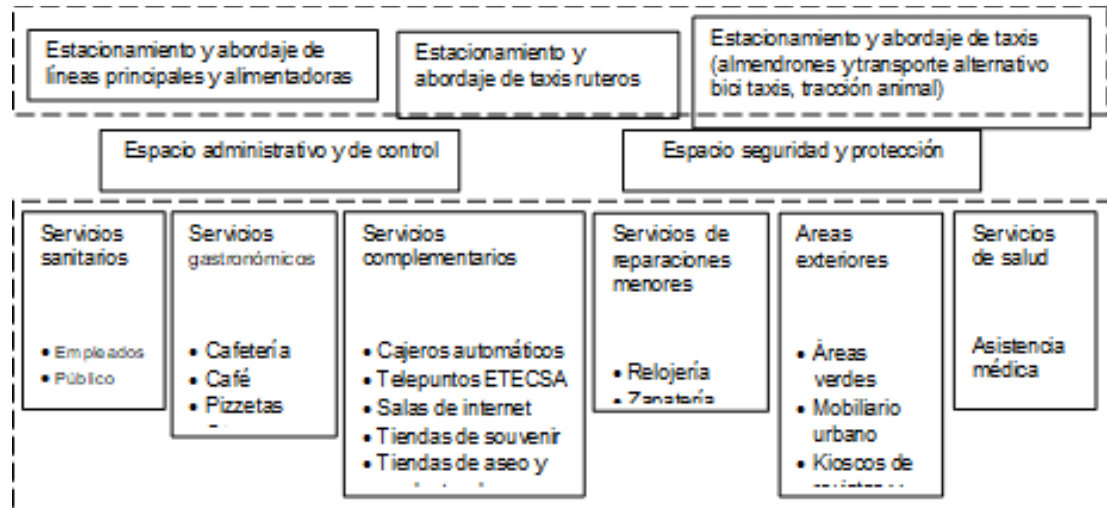 Estacionamiento y abordaje de
líneas principales y alimentadoras
Estacionamiento y
abordaje de taxis ruteros
Estacionamiento y abordaje de taxis
(almendrones y transporte alternativo
bici taxis, tracción animal)
Espacio administrativo y de control
Espacio seguridad y protección
Servicios
sanitarios
• Empleados
• Público
Servicios
gastronómicos
• Cafetería
• Café
• Pizzetas
Servicios
complementarios
• Cajeros automáticos
• Telepuntos ETECSA
• Salas de internet
• Tiendas de souvenir
• Tiendas de aseo y
Servicios de
reparaciones
menores
• Relojería
• Zapatería
Areas
exteriores
• Áreas
verdes
• Mobiliario
urbano
• Kioscos de
Servicios
de salud
Asistencia
médica